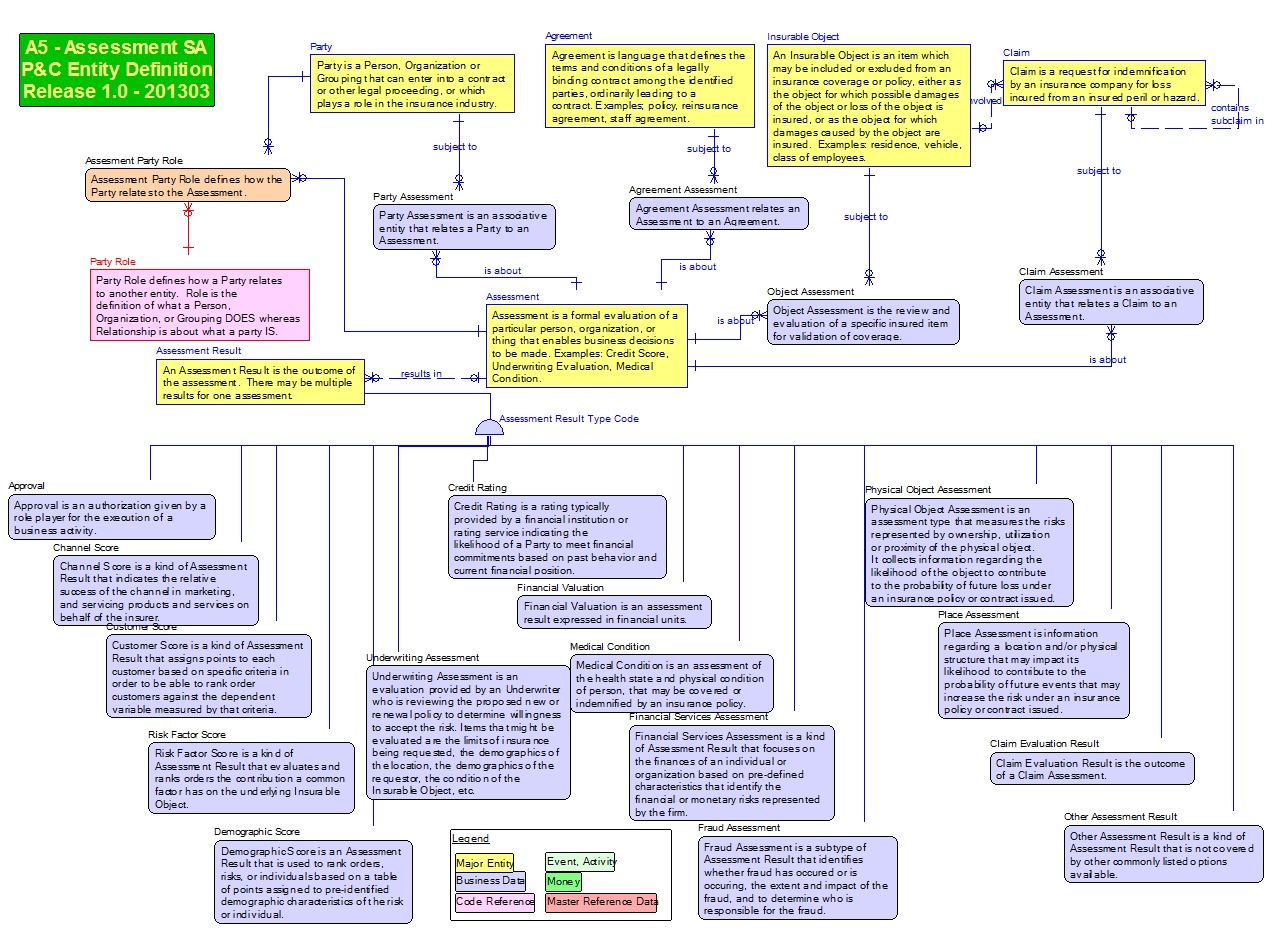 A5 - Assessment SA
P&C Entity Definition
Release 1.0 - 201303
Party
Party is a Person, Organization or
Grouping that can enter into a contract
or other legal proceeding, or which
plays a role in the insurance industry.
Agreement
Agreement is language that defines the
terms and conditions of a legally
binding contract among the identified
parties, ordinarily leading to a
contract. Examples; policy, reinsurance
agreement, staff agreement.
Insurable Object
An Insurable Object is an item which
may be included or excluded from an
insurance coverage or policy, either as
the object for which possible damages
of the object or loss of the object is
insured, or as the object for which
damages caused by the object are
insured. Examples: residence, vehicle,
class of employees.
Claim
Claim is a request for indemnification
by an insurance company for loss
incurred from an insured peril or hazard.
nvolved
contains
subclaim in
subject to
subject to
subject to
subject to
Assesment Party Role
Assessment Party Role defines how the
Party relates to the Assessment.
Party Assessment
Party Assessment is an associative
entity that relates a Party to an
Assessment.
Agreement Assessment
Agreement Assessment relates an
Assessment to an Agreement.
Party Role
Party Role defines how a Party relates
to another entity. Role is the
definition of what a Person,
Organization, or Grouping DOES whereas
Relationship is about what a party IS.
is about
is about
Assessment
Assessment is a formal evaluation of a
particular person, organization, or
thing that enables business decisions
to be made. Examples: Credit Score,
Underwriting Evaluation, Medical
Condition.
is about
Object Assessment
Object Assessment is the review and
evaluation of a specific insured item
for validation of coverage.
Claim Assessment
Claim Assessment is an associative
entity that relates a Claim to an
Assessment.
is about
Assessment Result
An Assessment Result is the outcome of
the assessment. There may be multiple
results for one assessment.
results in
Assessment Result Type Code
Approval
Approval is an authorization given by a
role player for the execution of a
business activity.
Channel Score
Channel Score is a kind of Assessment
Result that indicates the relative
success of the channel in marketing,
and servicing products and services on
behalf of the insurer.
Customer Score
Customer Score is a kind of Assessment
Result that assigns points to each
customer based on specific criteria in
order to be able to rank order
customers against the dependent
variable measured by that criteria.
Risk Factor Score
Risk Factor Score is a kind of
Assessment Result that evaluates and
ranks orders the contribution a common
factor has on the underlying Insurable
Object.
Demographic Score
Demographic Score is an Assessment
Result that is used to rank orders,
risks, or individuals based on a table
of points assigned to pre-identified
demographic characteristics of the risk
or individual.
Underwriting Assessment
Underwriting Assessment is an
evaluation provided by an Underwriter
who is reviewing the proposed new or
renewal policy to determine willingness
to accept the risk. Items that might be
evaluated are the limits of insurance
being requested, the demographics of
the location, the demographics of the
requestor, the condition of the
Insurable Object, etc.
Credit Rating
Credit Rating is a rating typically
provided by a financial institution or
rating service indicating the
likelihood of a Party to meet financial
commitments based on past behavior and
current financial position.
Financial Valuation
Financial Valuation is an assessment
result expressed in financial units.
Medical Condition
Medical Condition is an assessment of
the health state and physical condition
of person, that may be covered or
indemnified by an insurance policy.
Financial Services Assessment
Financial Services Assessment is a kind
of Assessment Result that focuses on
the finances of an individual or
organization based on pre-defined
characteristics that identify the
financial or monetary risks represented
by the firm.
Fraud Assessment
Fraud Assessment is a subtype of
Assessment Result that identifies
whether fraud has occured or is
occuring, the extent and impact of the
fraud, and to determine who is
responsible for the fraud.
Physical Object Assessment
Physical Object Assessment is an
assessment type that measures the risks
represented by ownership, utilization
or proximity of the physical object.
It collects information regarding the
likelihood of the object to contribute
to the probability of future loss under
an insurance policy or contract issued.
Place Assessment
Place Assessment is information
regarding a location and/or physical
structure that may impact its
likelihood to contribute to the
probability of future events that may
increase the risk under an insurance
policy or contract issued.
Claim Evaluation Result
Claim Evaluation Result is the outcome
of a Claim Assessment.
Other Assessment Result
Other Assessment Result is a kind of
Assessment Result that is not covered
by other commonly listed options
available.
Legend
Major Entity
Business Data
Code Reference
Event, Activity
Money
Master Reference Data